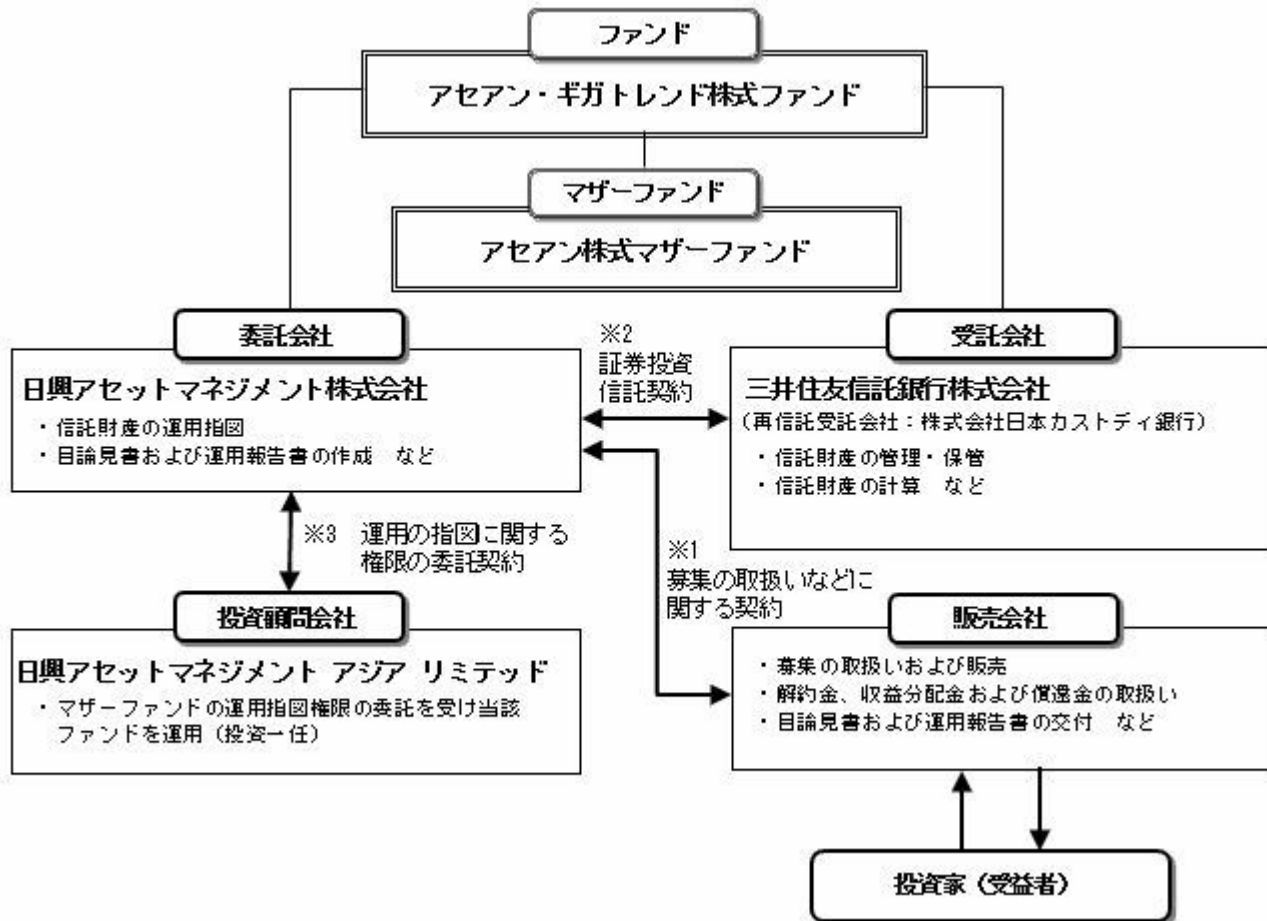 ファンド
アセアン・ギガトレンド株式ファンド
マザーファンド
アセアン株式マザーファンド
委託会社
日興アセットマネジメント株式会社
・信託財産の運用指図
・目論見書および運用報告書の作成　など
※2
証券投資
信託契約
受託会社
三井住友信託銀行株式会社
(再信託受託会社：株式会社日本カストディ銀行)
・信託財産の管理・保管
・信託財産の計算　など
※3　運用の指図に関する
権限の委託契約
※1
募集の取扱いなどに
関する契約
投資顧問会社
日興アセットマネジメント アジア リミテッド
・マザーファンドの運用指図権限の委託を受け当該
ファンドを運用（投資一任）
販売会社
・募集の取扱いおよび販売
・解約金、収益分配金および償還金の取扱い
・目論見書および運用報告書の交付　など
投資家（受益者）